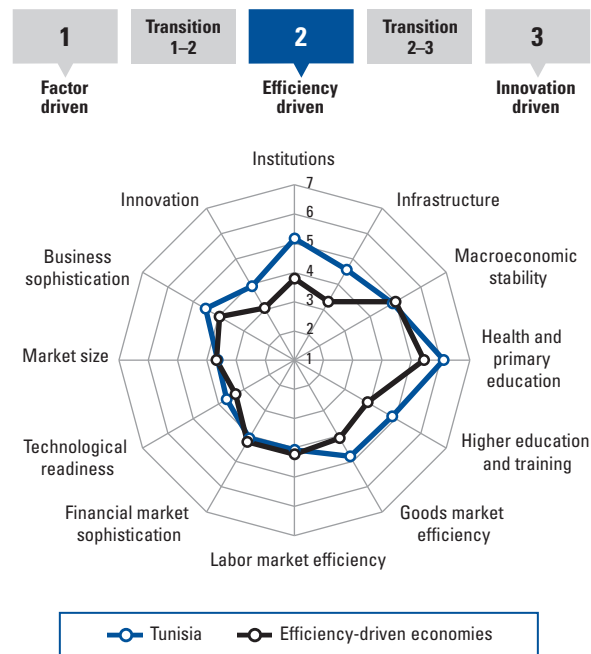 1
Transition
1–2
2
Transition
2–3
3
Factor
driven
Efficiency
driven
Innovation
driven
Institutions
Infrastructure
Macroeconomic
stability
Health and
primary
education
Higher education
and training
Goods market
efficiency
Labor market efficiency
Financial market
sophistication
Technological
readiness
Market size
Business
sophistication
Innovation
7
6
5
4
3
2
1
Tunisia
Efficiency-driven economies